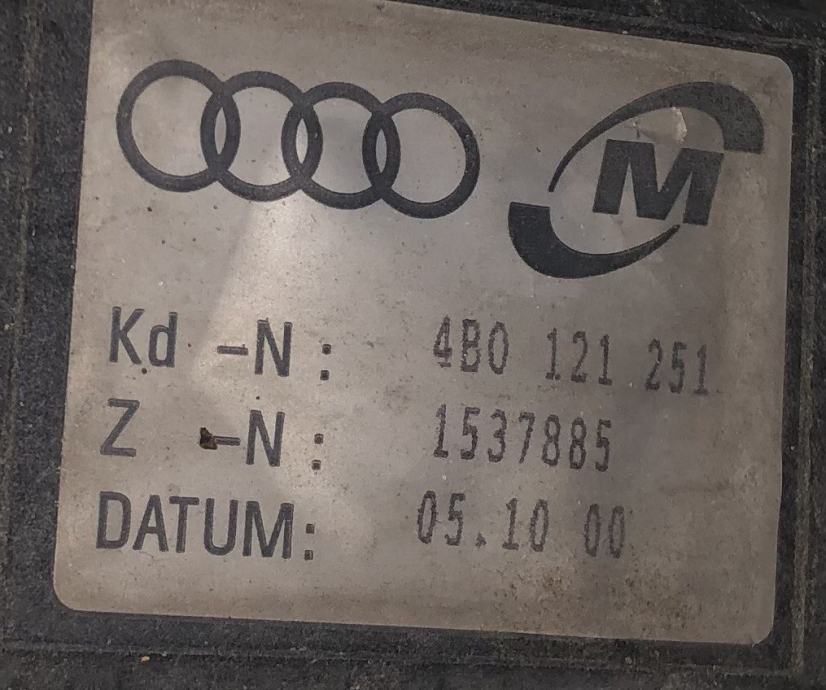 M
Kd -N: 4B0 121 251
Z -N: 1537885
DATUM: 05.10 00